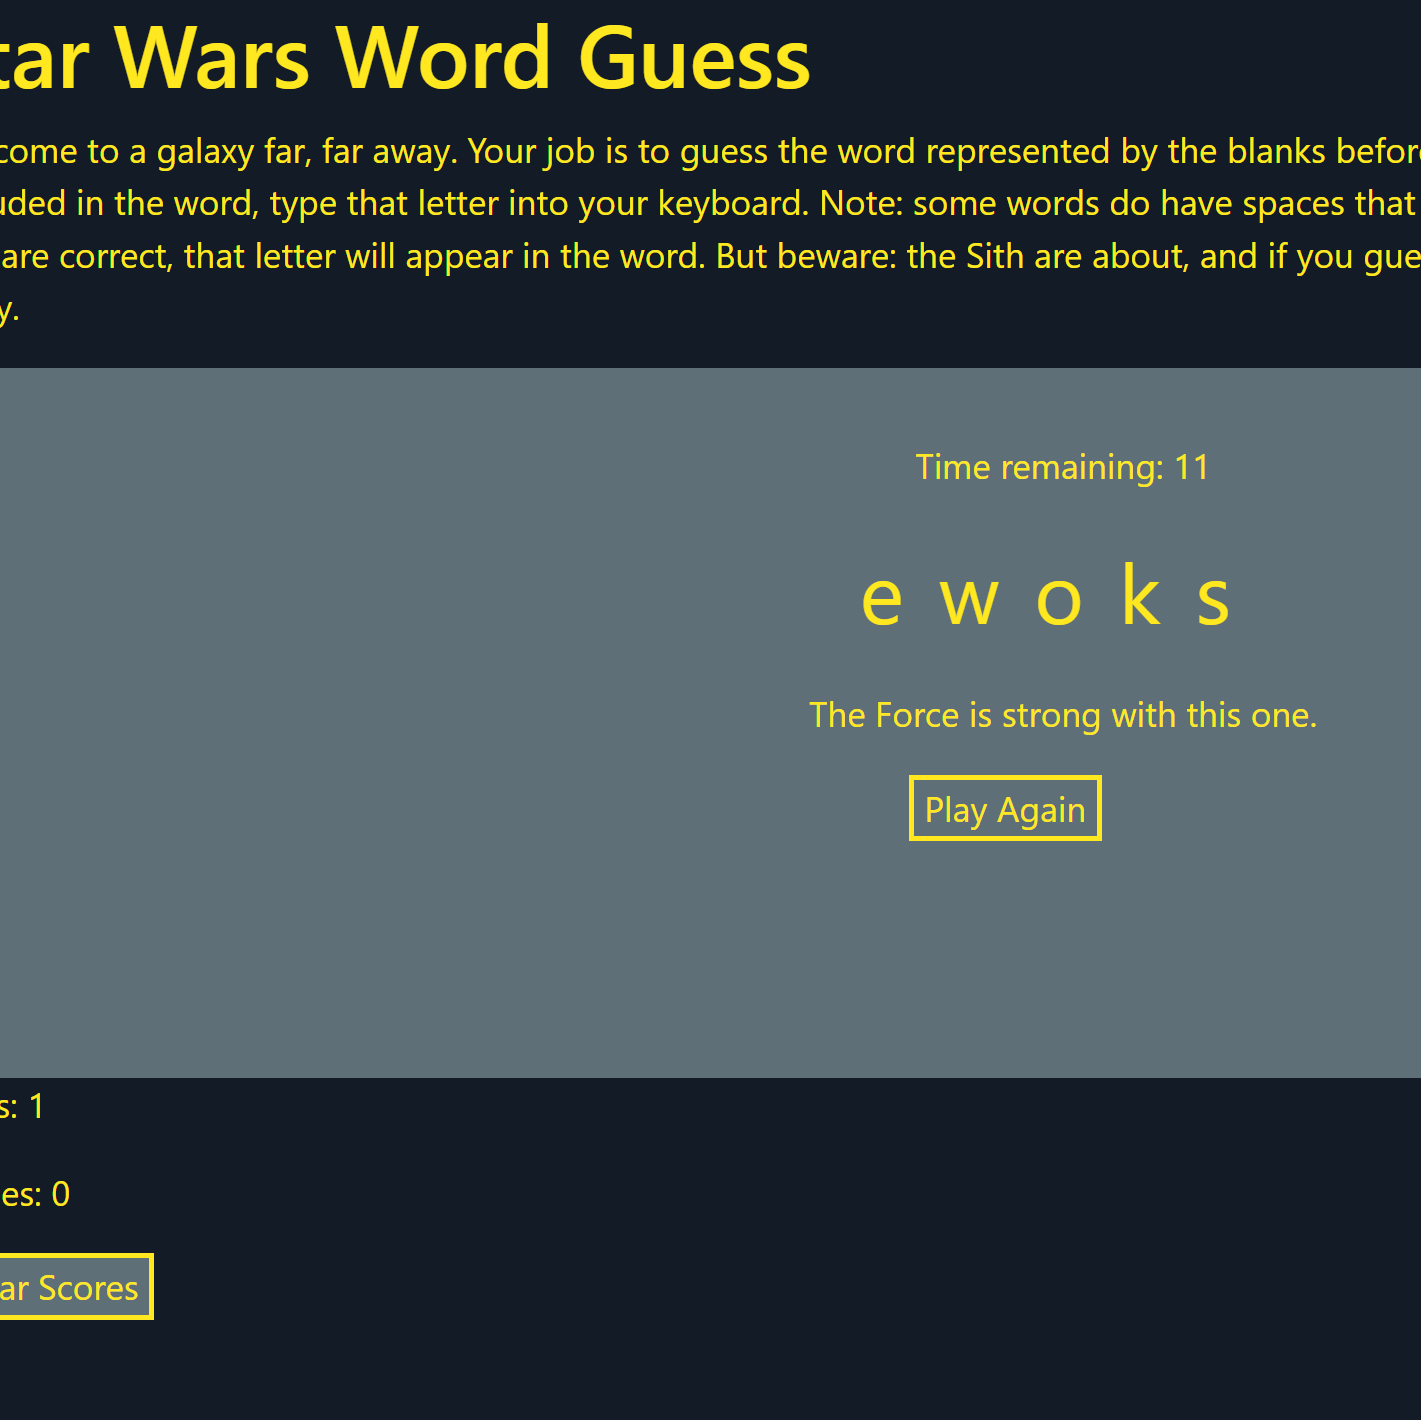 tar Wars Word Guess
come to a galaxy far, far away. Your job is to guess the word represented by the blanks before
uded in the word, type that letter into your keyboard. Note: some words do have spaces that
are correct, that letter will appear in the word. But beware: the Sith are about, and if you gue
y.
Time remaining: 11
e w o k s
The Force is strong with this one.
Play Again
s: 1
es: 0
ar Scores